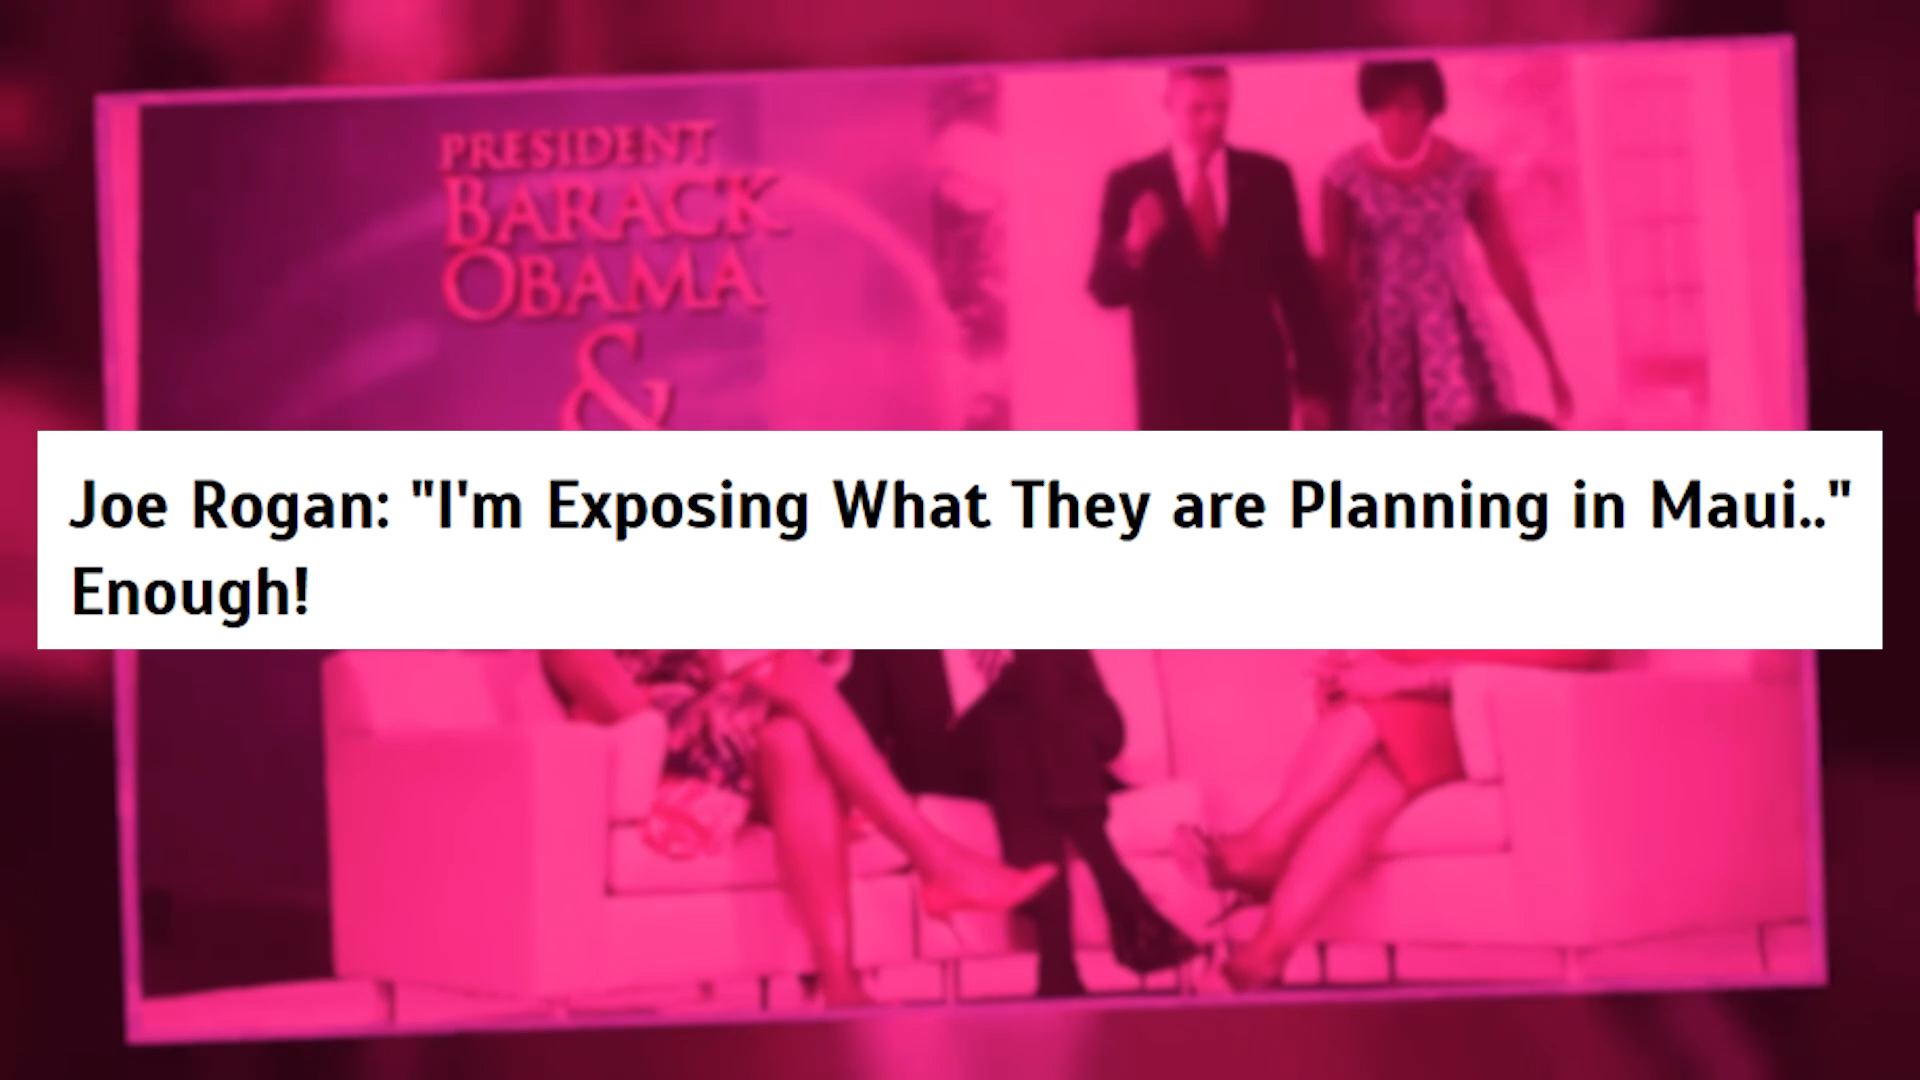 PRESIDENT
BARACK
OBAMA
&
Joe Rogan: "I'm Exposing What They are Planning in Maui.."
Enough!